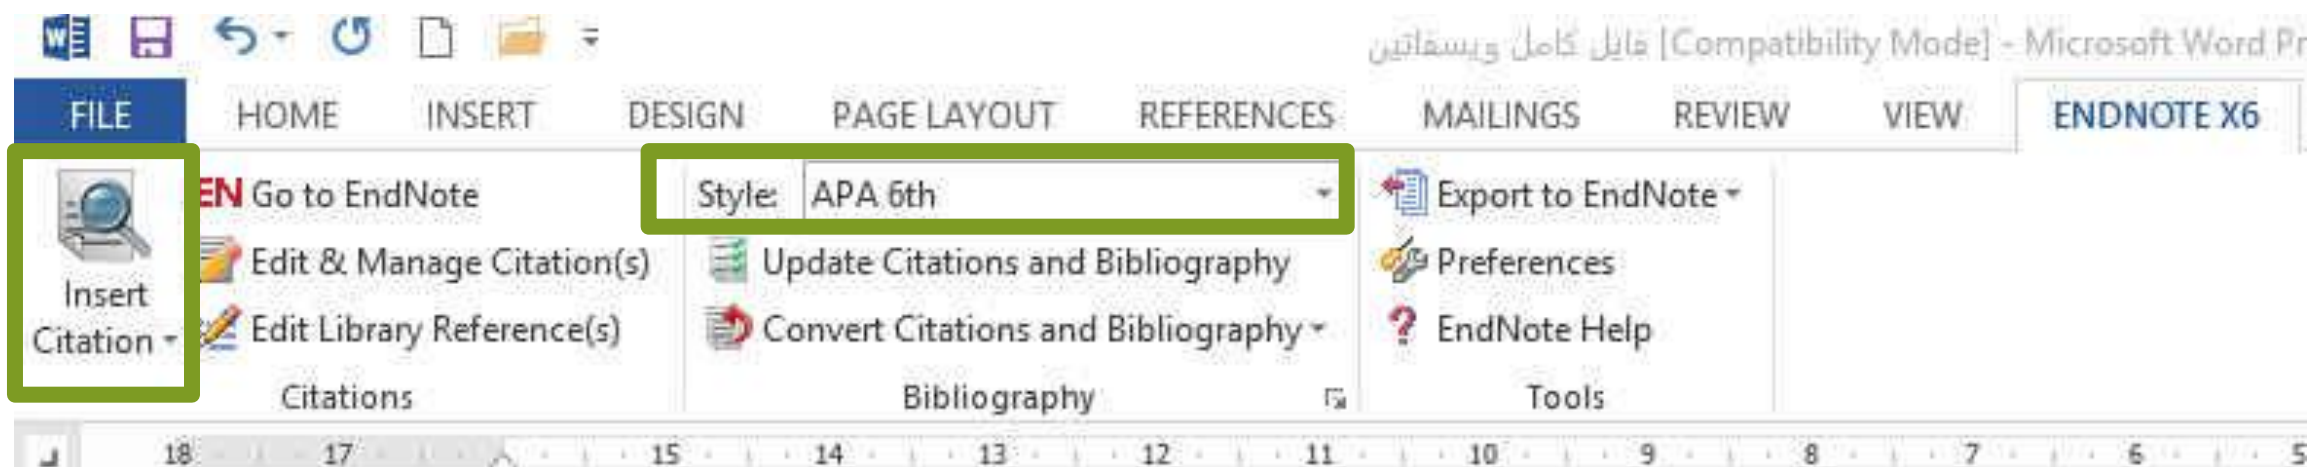 فایل کامل ویسفاتین [Compatibility Mode] - Microsoft Word Pr
FILE HOME INSERT DESIGN PAGE LAYOUT REFERENCES MAILINGS REVIEW VIEW ENDNOTE X6
Insert
Citation
EN Go to EndNote
Edit & Manage Citation(s)
Edit Library Reference(s)
Citations
Style: APA 6th
Update Citations and Bibliography
Convert Citations and Bibliography
Bibliography
Export to EndNote
Preferences
? EndNote Help
Tools
18 17 15 14 13 12 11 10 9 8 7 6 5